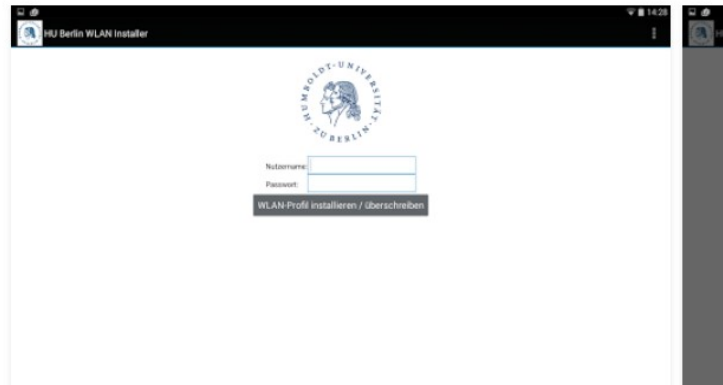 14:28
HU Berlin WLAN Installer
HUMBOLDT-UNIVERSITÄT
ZU BERLIN
Nutzername:
Passwort:
WLAN-Profil installieren / überschreiben